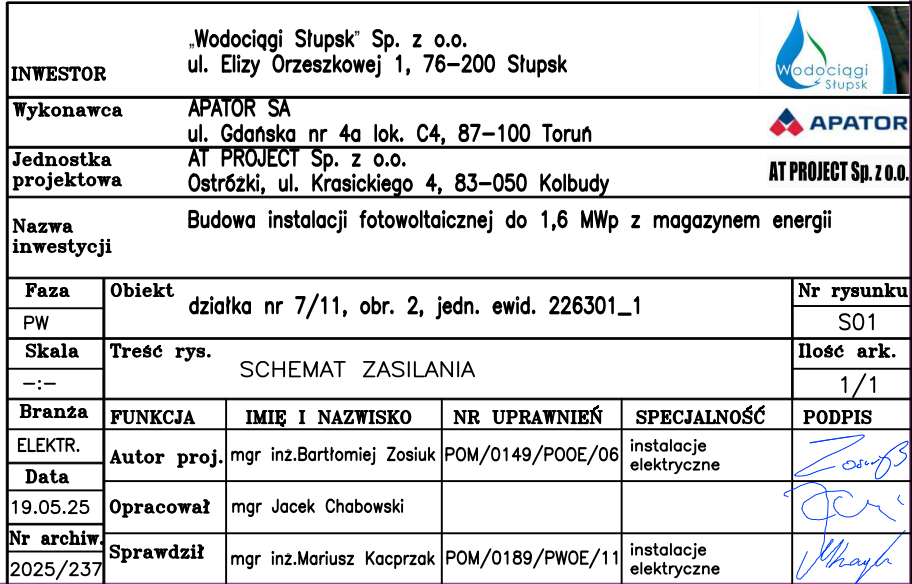 INWESTOR
„Wodociągi Słupsk" Sp. z o.o.
ul. Elizy Orzeszkowej 1, 76-200 Słupsk
Wodociągi
Słupsk
Wykonawca
APATOR SA
ul. Gdańska nr 4a lok. C4, 87-100 Toruń
APATOR
Jednostka
projektowa
AT PROJECT Sp. z o.o.
Ostróżki, ul. Krasickiego 4, 83-050 Kolbudy
AT PROJECT Sp. z o.o.
Nazwa
inwestycji
Budowa instalacji fotowoltaicznej do 1,6 MWp z magazynem energii
Faza
PW
Obiekt
działka nr 7/11, obr. 2, jedn. ewid. 226301_1
Nr rysunku
S01
Skala
-:-
Treść rys.
SCHEMAT ZASILANIA
Ilość ark.
1/1
Branża
ELEKTR.
Data
19.05.25
Nr archiw.
2025/237
FUNKCJA IMIĘ I NAZWISKO NR UPRAWNIEŃ SPECJALNOŚĆ PODPIS
Autor proj. mgr inż.Bartłomiej Zosiuk POM/0149/POOE/06 instalacje
elektryczne
Opracował mgr Jacek Chabowski
Sprawdził mgr inż.Mariusz Kacprzak POM/0189/PWOE/11 instalacje
elektryczne